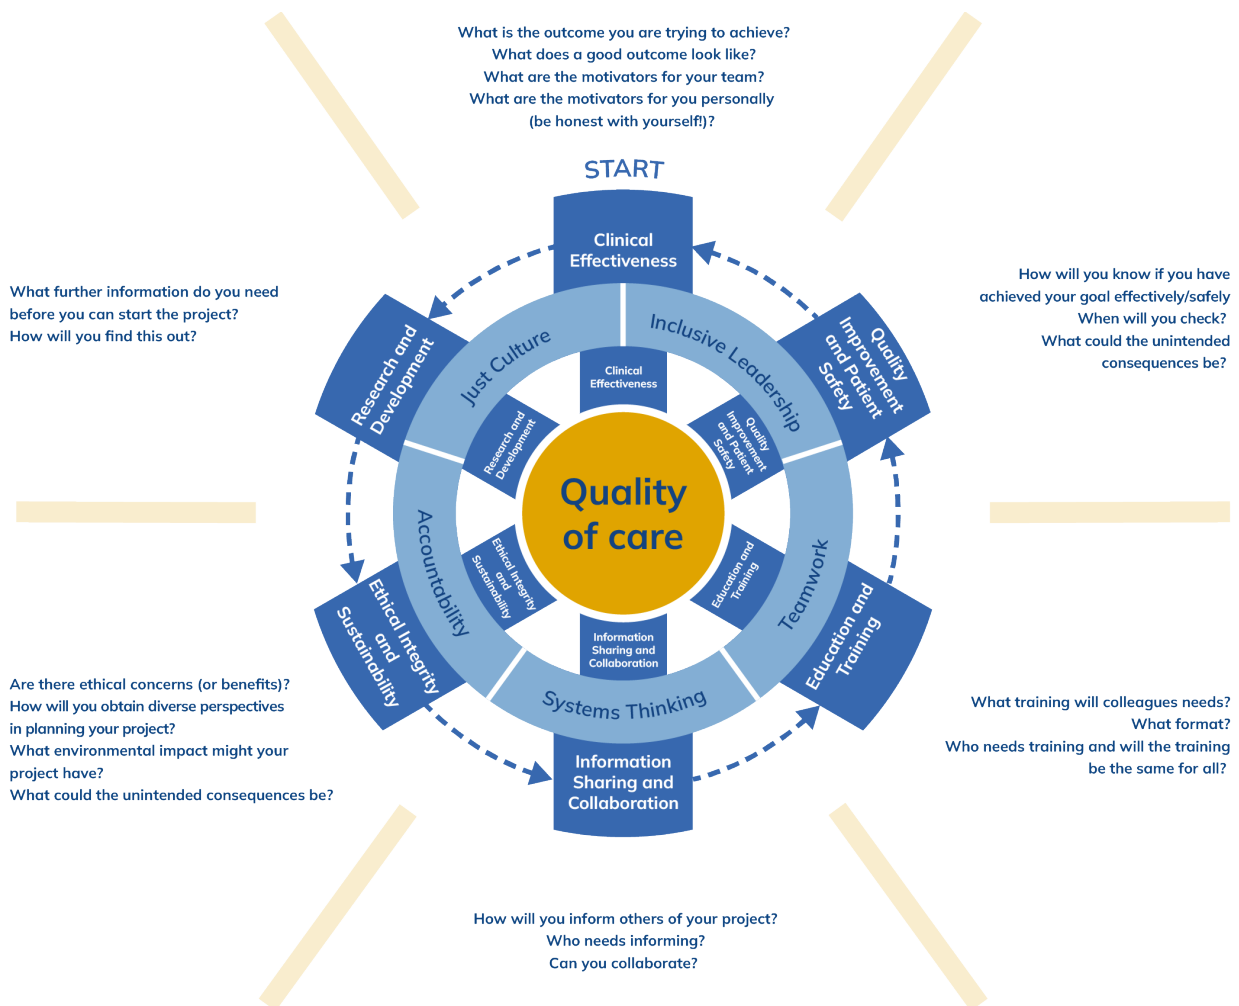 What is the outcome you are trying to achieve?
What does a good outcome look like?
What are the motivators for your team?
What are the motivators for you personally
(be honest with yourself!)?
START
Clinical
Effectiveness
What further information do you need
before you can start the project?
How will you find this out?
Research and
Development
Are there ethical concerns (or benefits)?
How will you obtain diverse perspectives
in planning your project?
What environmental impact might your
project have?
What could the unintended consequences be?
Ethical Integrity
and
Sustainability
Information
Sharing and
Collaboration
How will you inform others of your project?
Who needs informing?
Can you collaborate?
Education and
Training
What training will colleagues needs?
What format?
Who needs training and will the training
be the same for all?
Quality
Improvement
and Patient
Safety
How will you know if you have
achieved your goal effectively/safely
When will you check?
What could the unintended
consequences be?
Just Culture
Inclusive Leadership
Accountability
Teamwork
Systems Thinking
Clinical
Effectiveness
Research and
Development
Ethical Integrity
and
Sustainability
Information
Sharing and
Collaboration
Education and
Training
Quality
Improvement
and Patient
Safety
Quality
of care